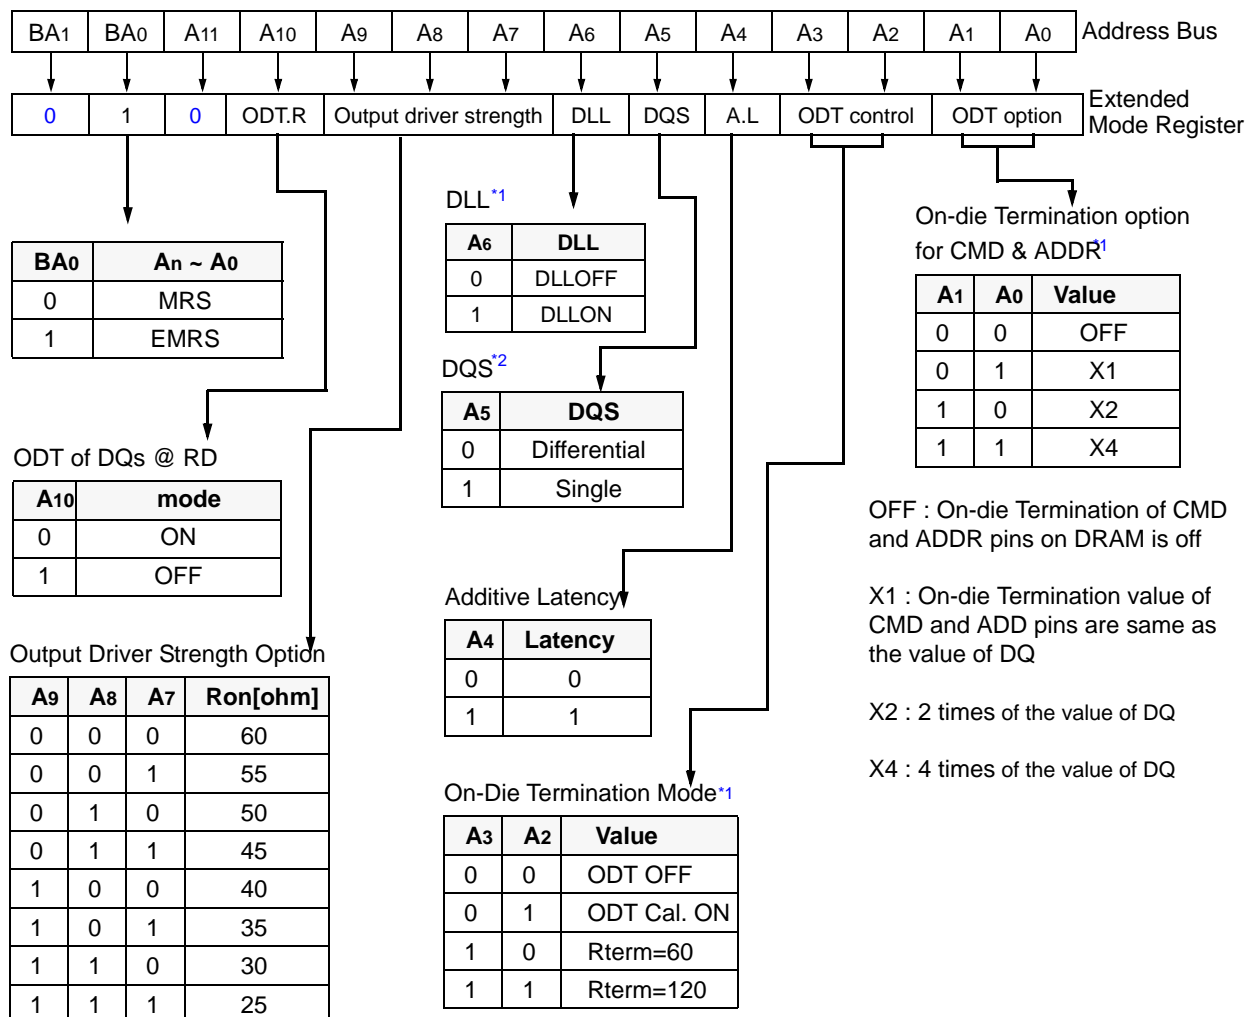 BA1 BA0 A11 A10 A9 A8 A7 A6 A5 A4 A3 A2 A1 A0 Address Bus
0 1 0 ODT.R Output driver strength DLL DQS A.L ODT control ODT option Extended
Mode Register
BA0 An ~ A0
0 MRS
1 EMRS
ODT of DQs @ RD
A10 mode
0 ON
1 OFF
Output Driver Strength Option
A9 A8 A7 Ron[ohm]
0 0 0 60
0 0 1 55
0 1 0 50
0 1 1 45
1 0 0 40
1 0 1 35
1 1 0 30
1 1 1 25
DLL*1
A6 DLL
0 DLLOFF
1 DLLON
DQS*2
A5 DQS
0 Differential
1 Single
Additive Latency
A4 Latency
0 0
1 1
On-Die Termination Mode*1
A3 A2 Value
0 0 ODT OFF
0 1 ODT Cal. ON
1 0 Rterm=60
1 1 Rterm=120
On-die Termination option
for CMD & ADDR*1
A1 A0 Value
0 0 OFF
0 1 X1
1 0 X2
1 1 X4
OFF : On-die Termination of CMD
and ADDR pins on DRAM is off
X1 : On-die Termination value of
CMD and ADD pins are same as
the value of DQ
X2 : 2 times of the value of DQ
X4 : 4 times of the value of DQ